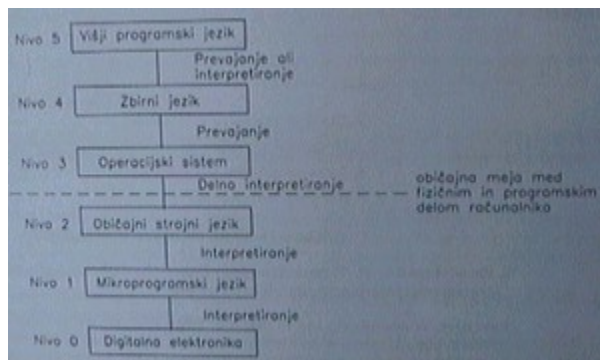 Nivo 5 Višji programski jezik
Prevajanje ali
interpretiranje
Nivo 4 Zbirni jezik
Prevajanje
Nivo 3 Operacijski sistem
Delno interpretiranje
običajna meja med
fizičnim in programskim
delom računalnika
Nivo 2 Običajni strojni jezik
Interpretiranje
Nivo 1 Mikroprogramski jezik
Interpretiranje
Nivo 0 Digitalna elektronika